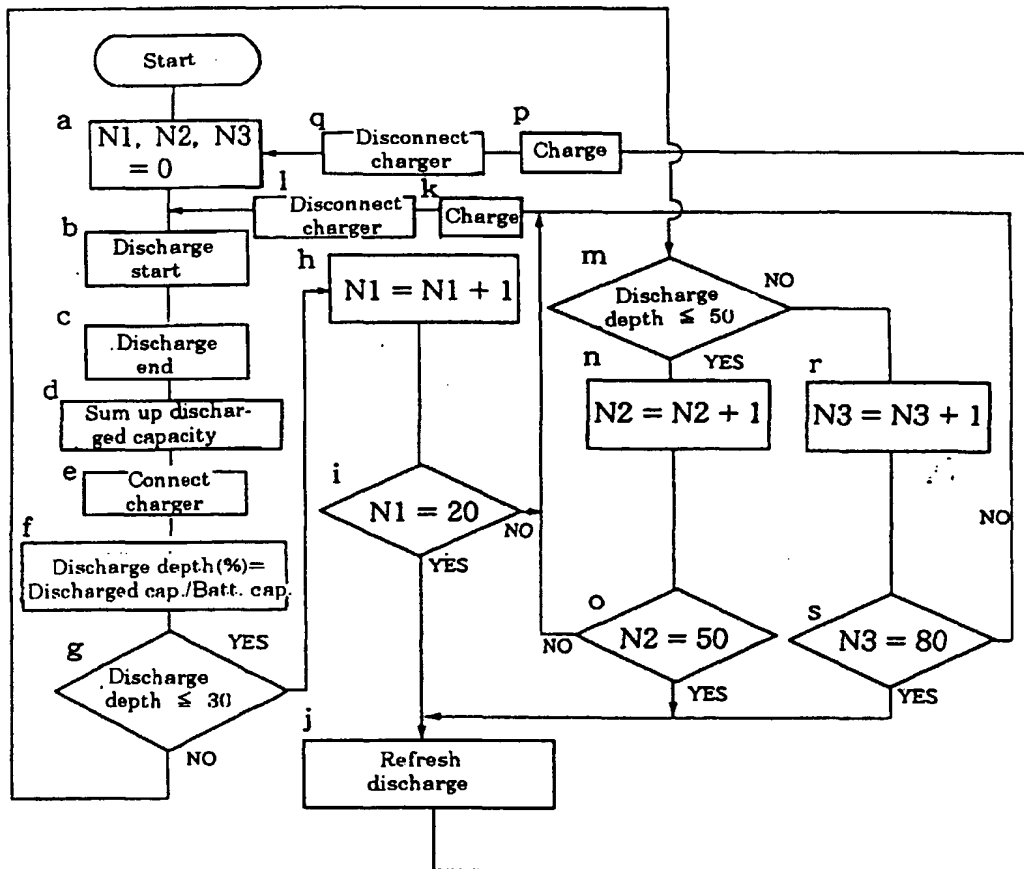 Start
a
N1, N2, N3
= 0
q
Disconnect
charger
p
Charge
l
Disconnect
charger
k
Charge
b
Discharge
start
c
Discharge
end
d
Sum up dischar-
ged capacity
e
Connect
charger
f
Discharge depth(%)=
Discharged cap./Batt. cap.
g
Discharge
depth ≦ 30
YES
NO
h
N1 = N1 + 1
i
N1 = 20
NO
YES
j
Refresh
discharge
m
Discharge
depth ≦ 50
NO
YES
n
N2 = N2 + 1
o
N2 = 50
NO
YES
r
N3 = N3 + 1
s
N3 = 80
NO
YES